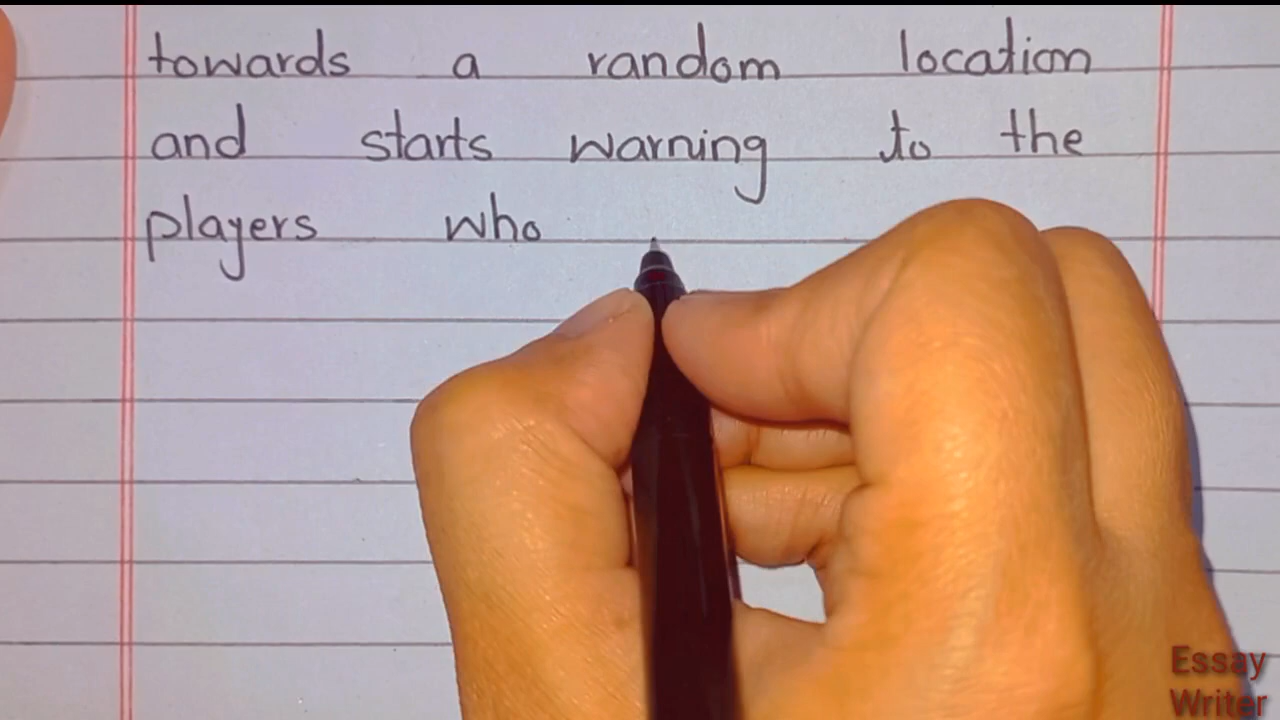 towards a random location
and starts warning to the
players who
Essay
Writer